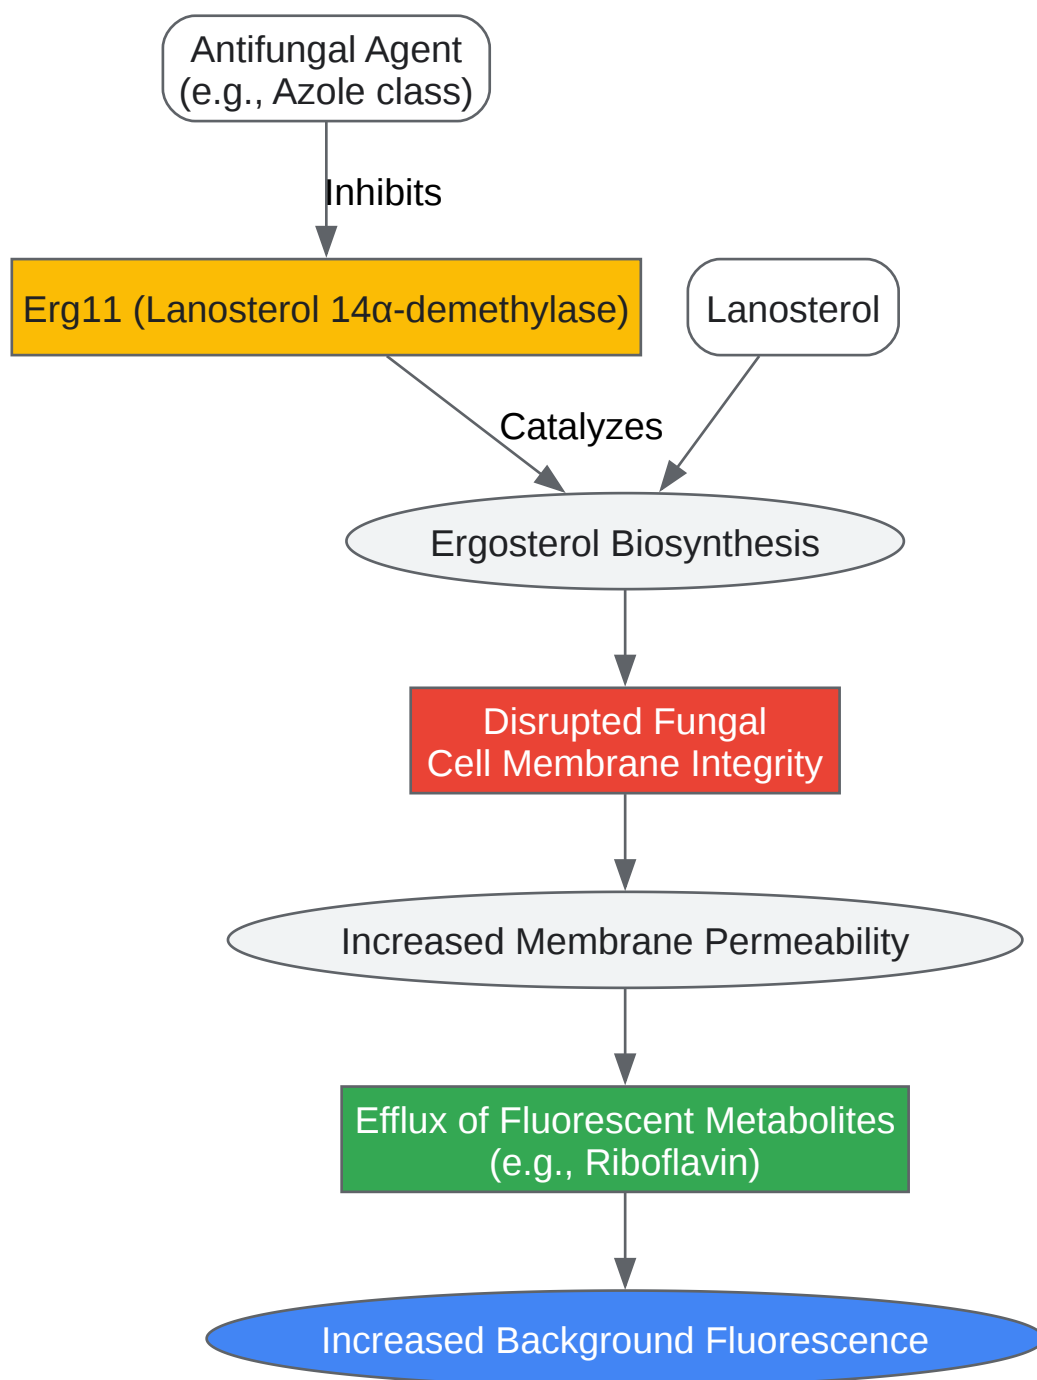 Antifungal Agent
(e.g., Azole class)
Inhibits
Erg11 (Lanosterol 14α-demethylase)
Lanosterol
Catalyzes
Ergosterol Biosynthesis
Disrupted Fungal
Cell Membrane Integrity
Increased Membrane Permeability
Efflux of Fluorescent Metabolites
(e.g., Riboflavin)
Increased Background Fluorescence